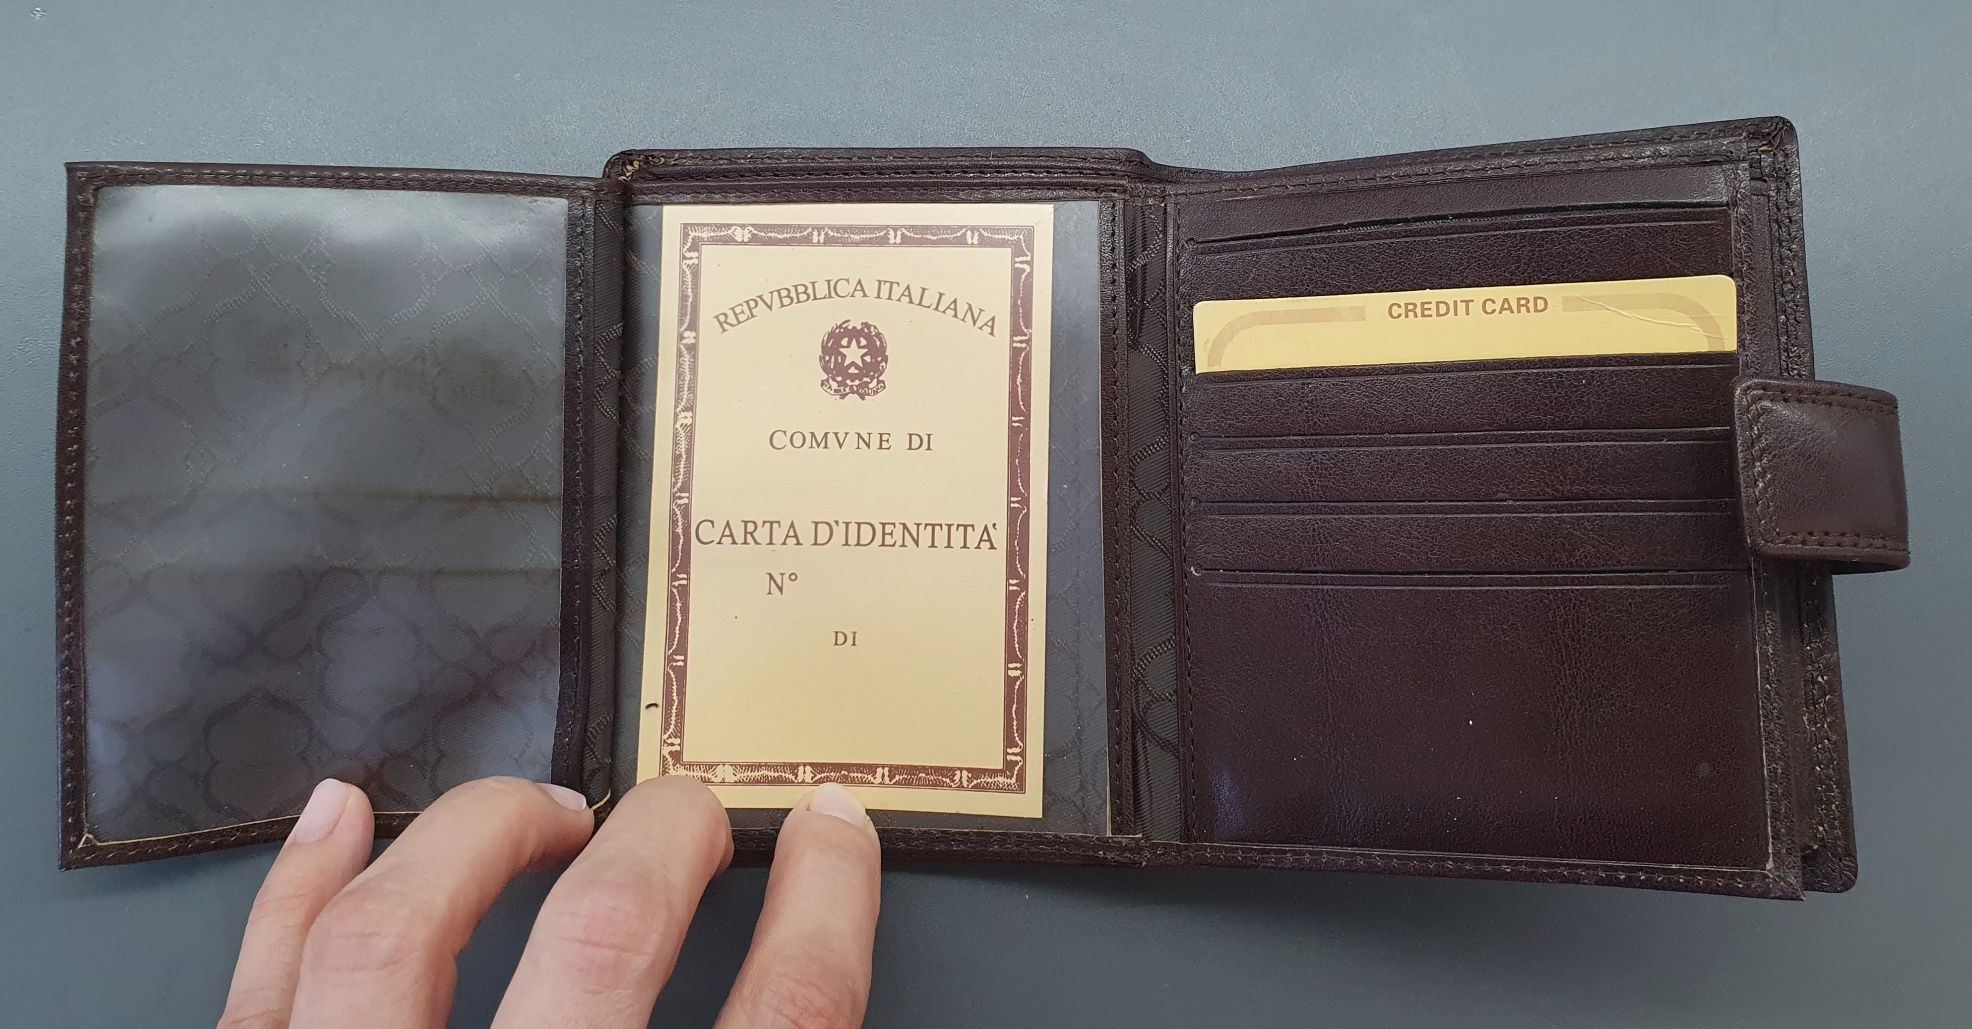 REPVBBLICA ITALIANA
COMVNE DI
CARTA D'IDENTITA'
N°
DI
CREDIT CARD